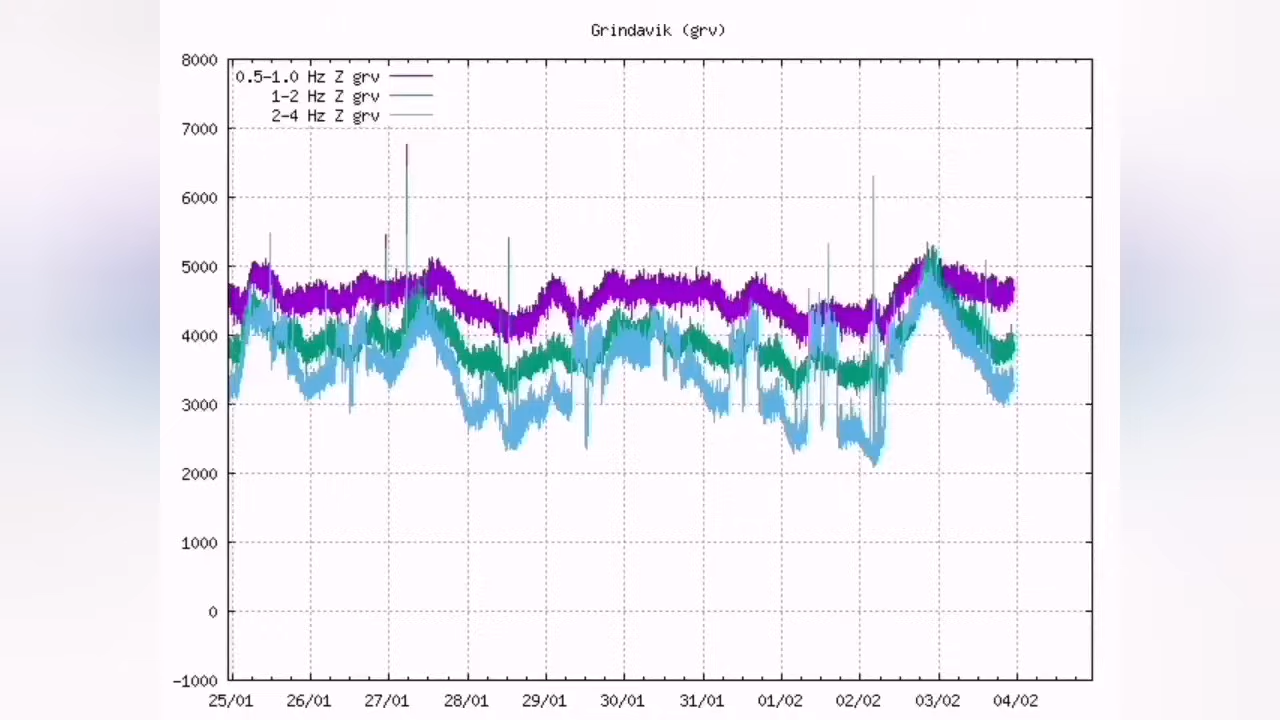 Grindavik (grv)
0.5-1.0 Hz Z grv
1-2 Hz Z grv
2-4 Hz Z grv
8000
7000
6000
5000
4000
3000
2000
1000
0
-1000
25/01 26/01 27/01 28/01 29/01 30/01 31/01 01/02 02/02 03/02 04/02